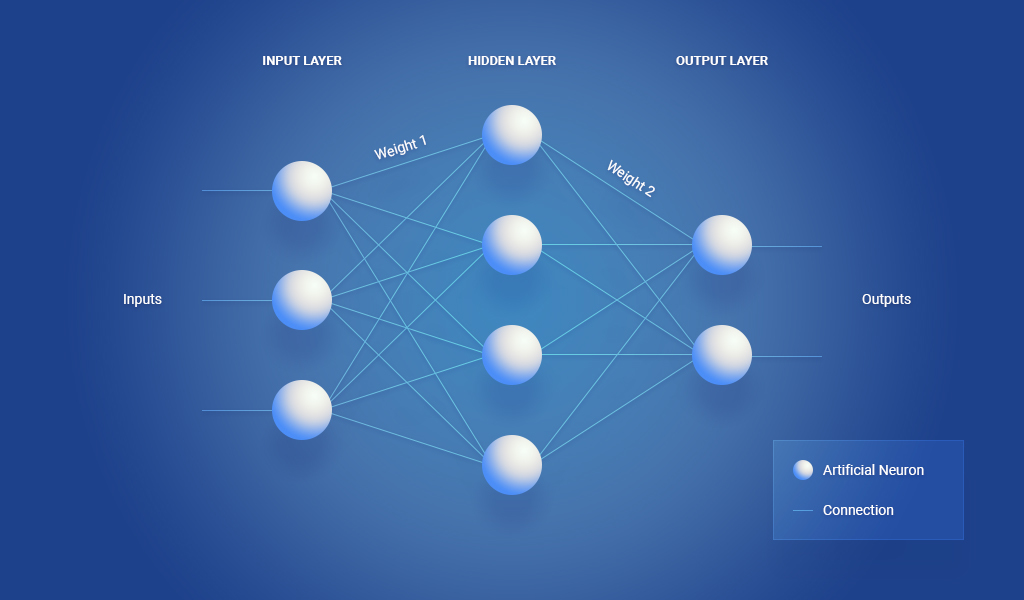 INPUT LAYER
HIDDEN LAYER
OUTPUT LAYER
Weight 1
Weight 2
Inputs
Outputs
Artificial Neuron
Connection